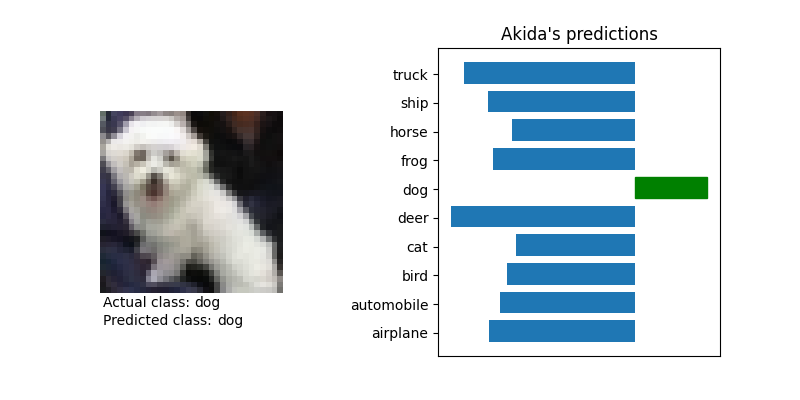 Akida's predictions
truck
ship
horse
frog
dog
deer
cat
bird
automobile
airplane
Actual class: dog
Predicted class: dog